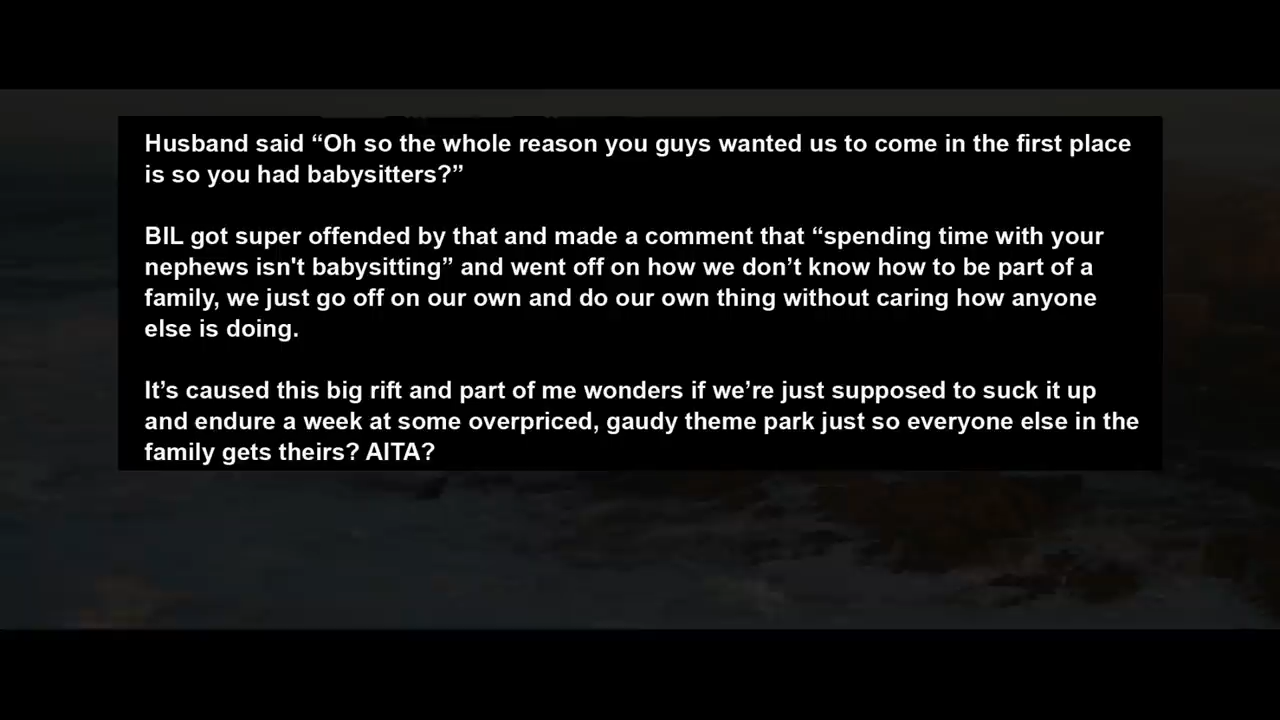 Husband said “Oh so the whole reason you guys wanted us to come in the first place
is so you had babysitters?”
BIL got super offended by that and made a comment that “spending time with your
nephews isn't babysitting” and went off on how we don’t know how to be part of a
family, we just go off on our own and do our own thing without caring how anyone
else is doing.
It’s caused this big rift and part of me wonders if we’re just supposed to suck it up
and endure a week at some overpriced, gaudy theme park just so everyone else in the
family gets theirs? AITA?